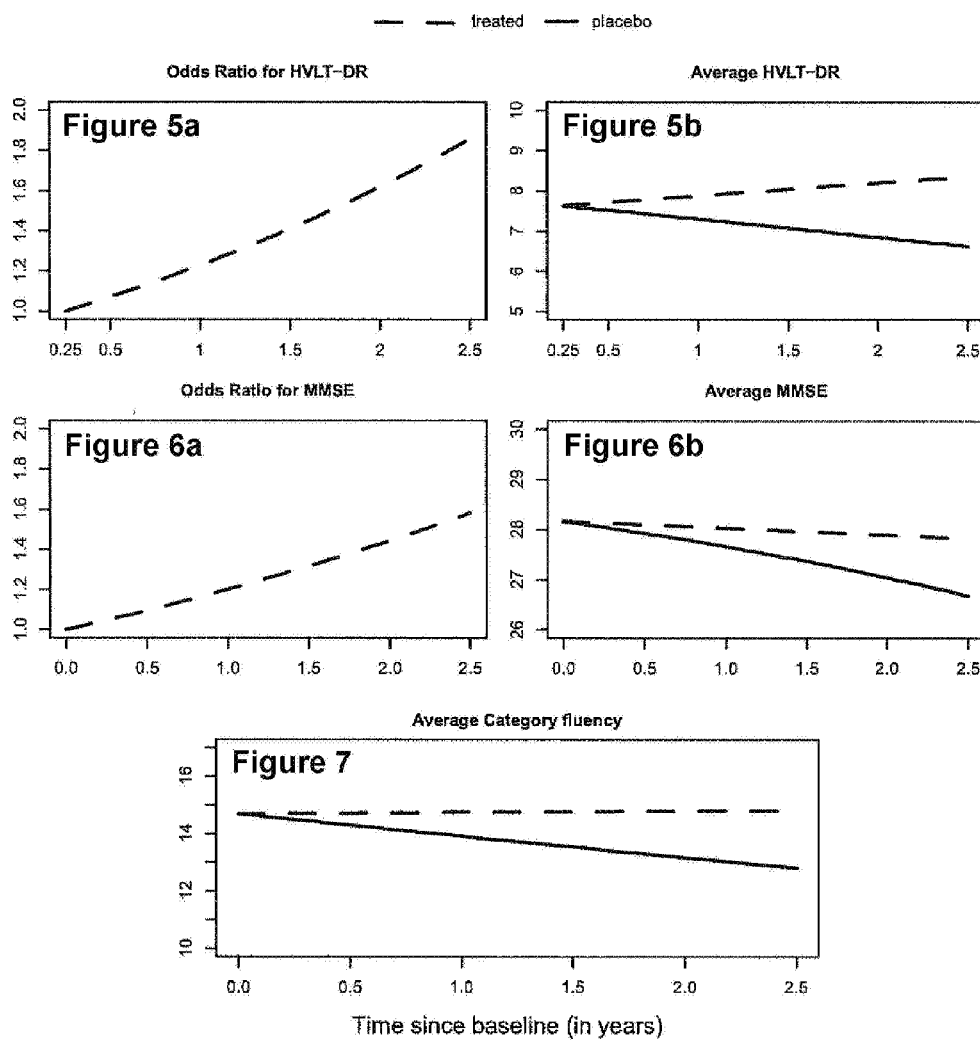 treated placebo
Odds Ratio for HVLT-DR
Average HVLT-DR
Figure 5a
1.0 1.2 1.4 1.6 1.8 2.0
0.25 0.5 1 1.5 2 2.5
Figure 5b
5 6 7 8 9 10
0.25 0.5 1 1.5 2 2.5
Odds Ratio for MMSE
Average MMSE
Figure 6a
1.0 1.2 1.4 1.6 1.8 2.0
0.0 0.5 1.0 1.5 2.0 2.5
Figure 6b
26 27 28 29 30
0.0 0.5 1.0 1.5 2.0 2.5
Average Category fluency
Figure 7
10 12 14 16
0.0 0.5 1.0 1.5 2.0 2.5
Time since baseline (in years)